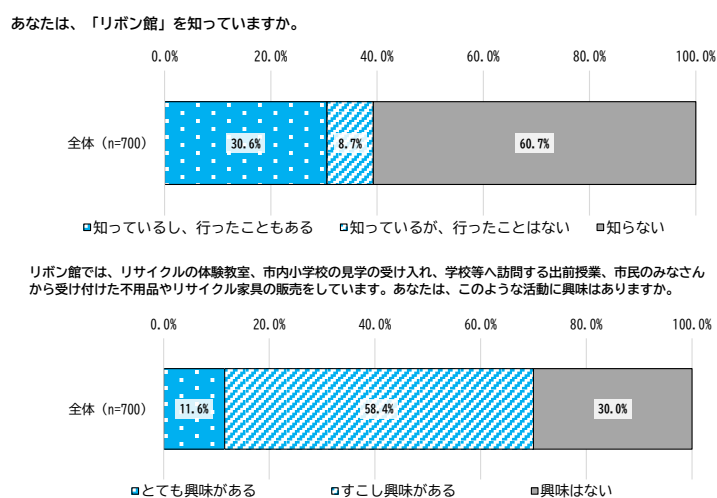 あなたは、「リボン館」を知っていますか。
0.0% 20.0% 40.0% 60.0% 80.0% 100.0%
全体（n=700） 30.6% 8.7% 60.7%
知っているし、行ったこともある 知っているが、行ったことはない 知らない
リボン館では、リサイクルの体験教室、市内小学校の見学の受け入れ、学校等へ訪問する出前授業、市民のみなさん
から受け付けた不用品やリサイクル家具の販売をしています。あなたは、このような活動に興味はありますか。
0.0% 20.0% 40.0% 60.0% 80.0% 100.0%
全体（n=700） 11.6% 58.4% 30.0%
とても興味がある すこし興味がある 興味はない